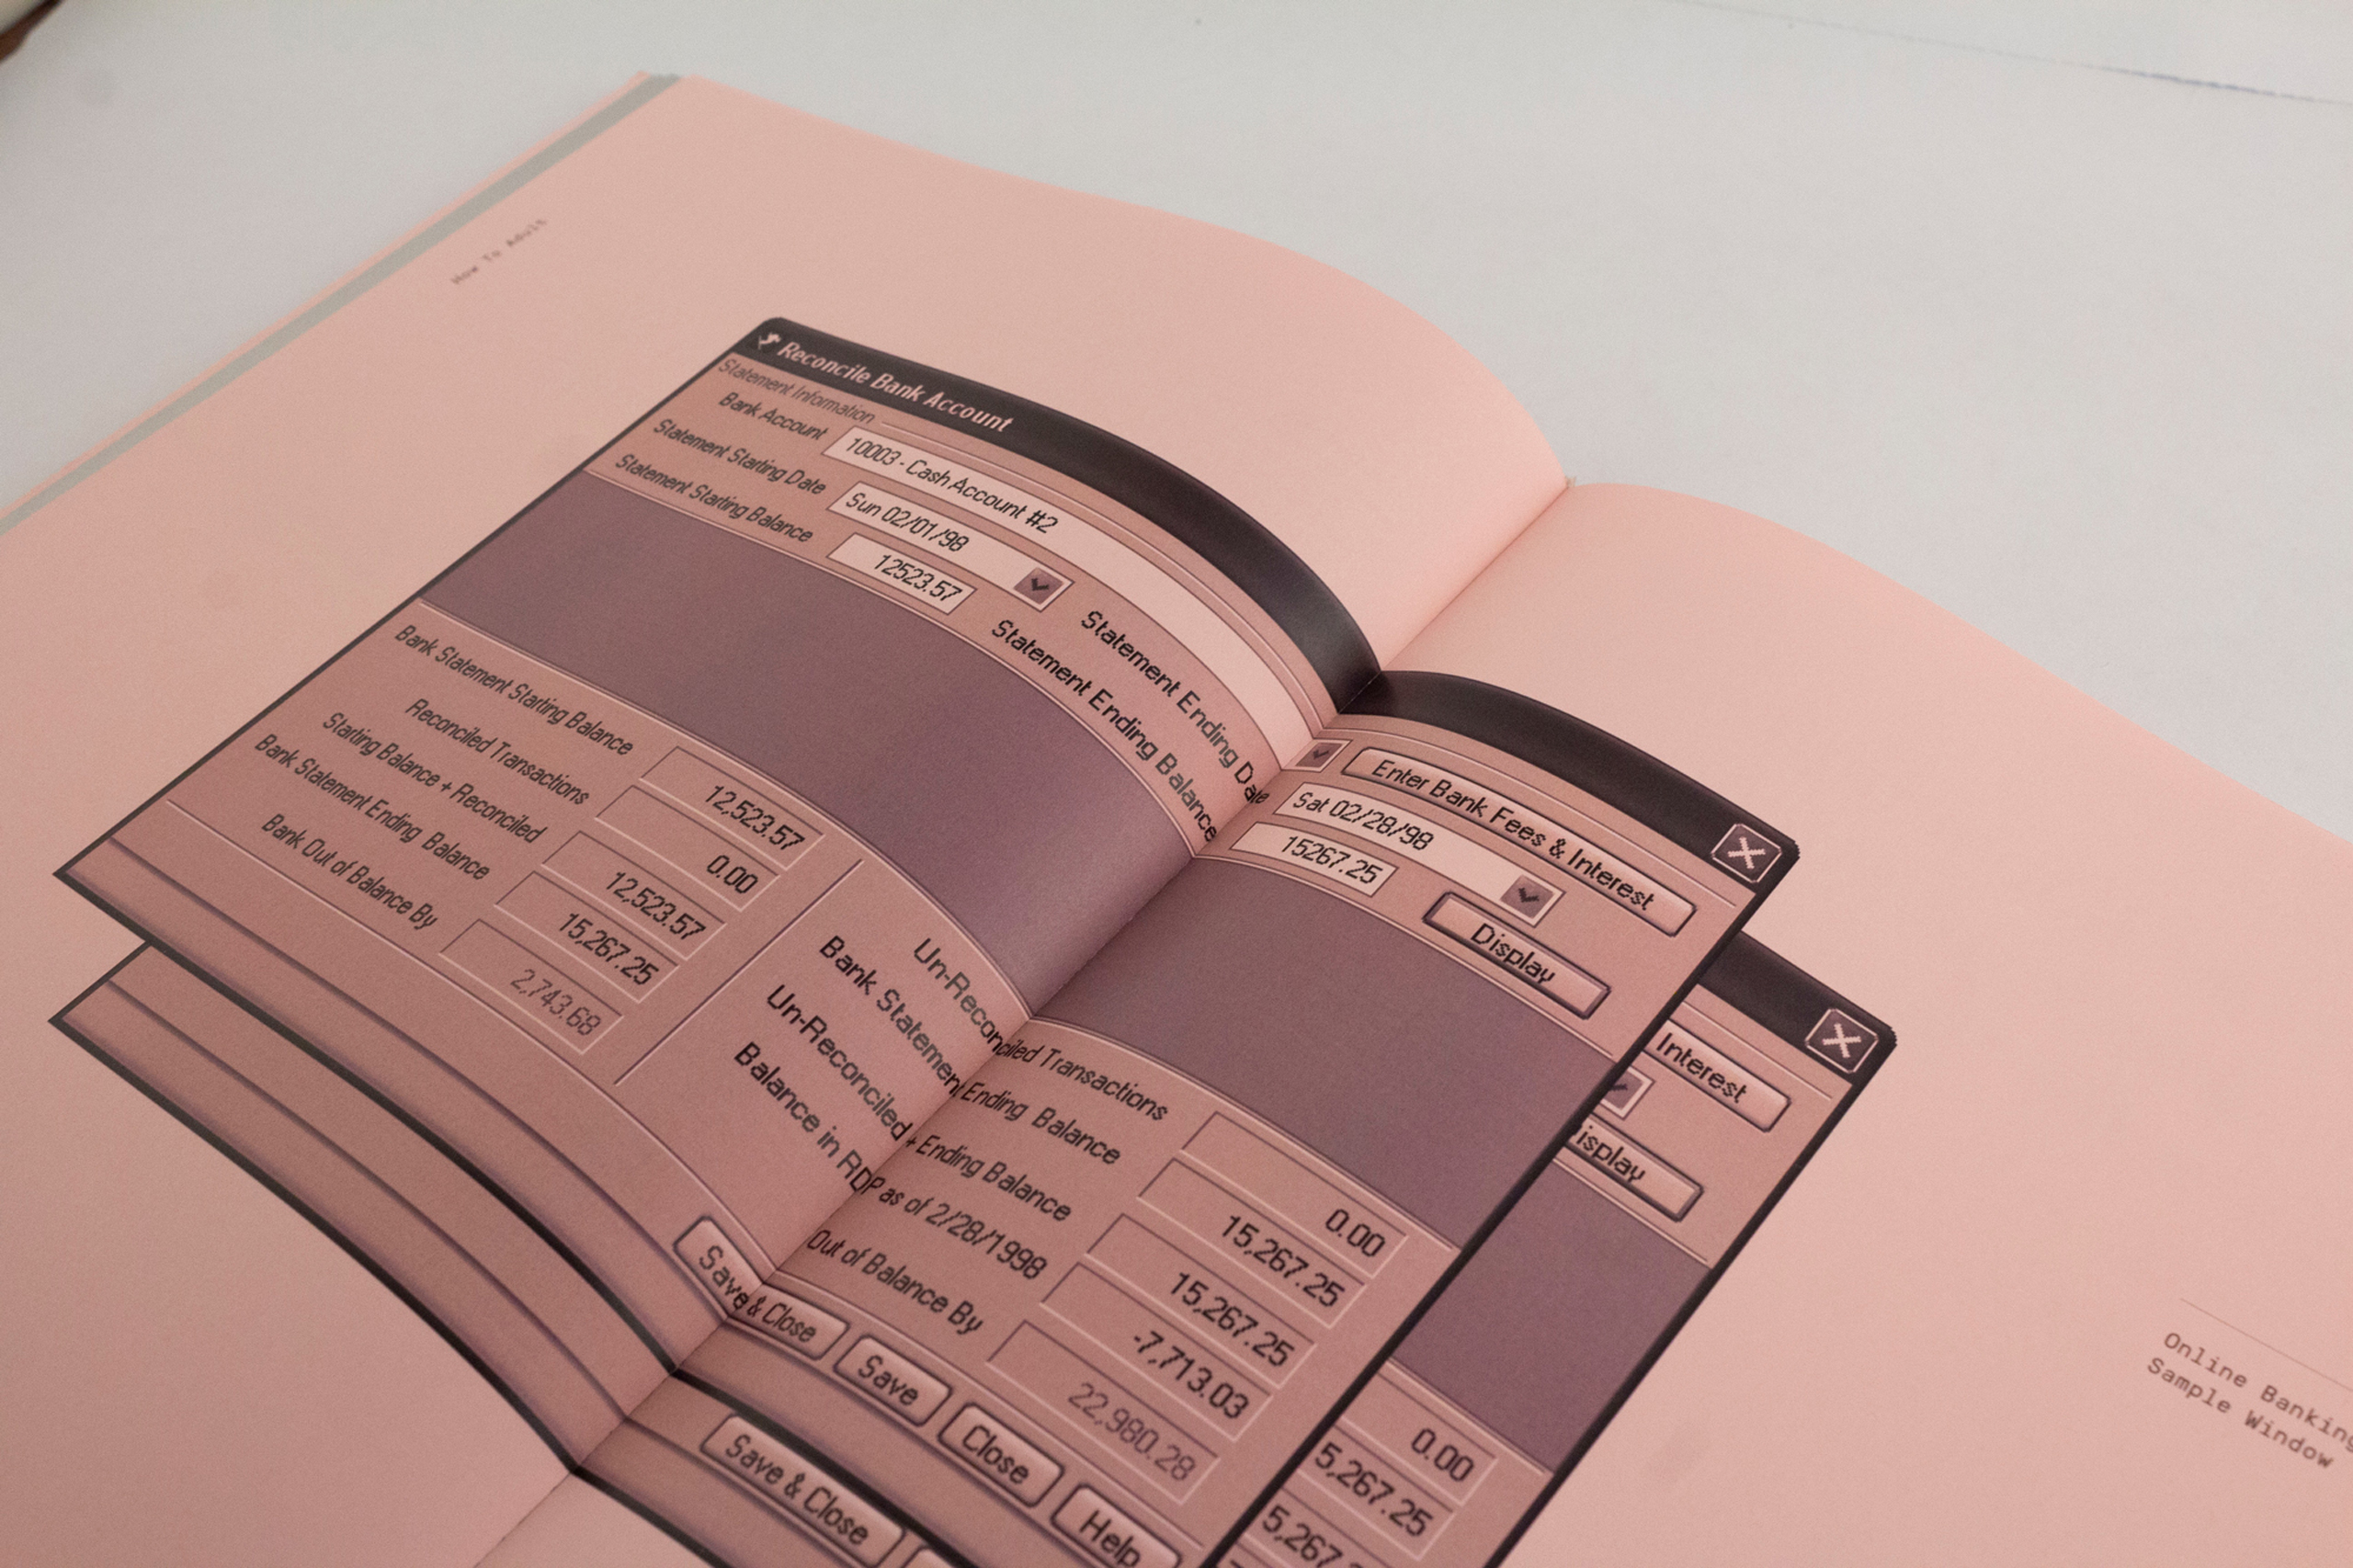 How To Adult
Reconcile Bank Account
Statement Information
Bank Account 10003 - Cash Account #2 Enter Bank Fees & Interest
Statement Starting Date Sun 02/01/98 Statement Ending Date Sat 02/28/98
Statement Starting Balance 12523.57 Statement Ending Balance 15267.25 Display
Bank Statement Starting Balance 12,523.57 Un-Reconciled Transactions 0.00
Reconciled Transactions 0.00 Bank Statement Ending Balance 15,267.25
Starting Balance + Reconciled 12,523.57 Un-Reconciled + Ending Balance 15,267.25
Bank Statement Ending Balance 15,267.25 Balance in RDP as of 2/28/1998 -7,713.03
Bank Out of Balance By 2,743.68 Out of Balance By 22,980.28
Save & Close Save Close Help
Interest
isplay
0.00
5,267.25
5,267.
Save & Close
Online Banking
Sample Window